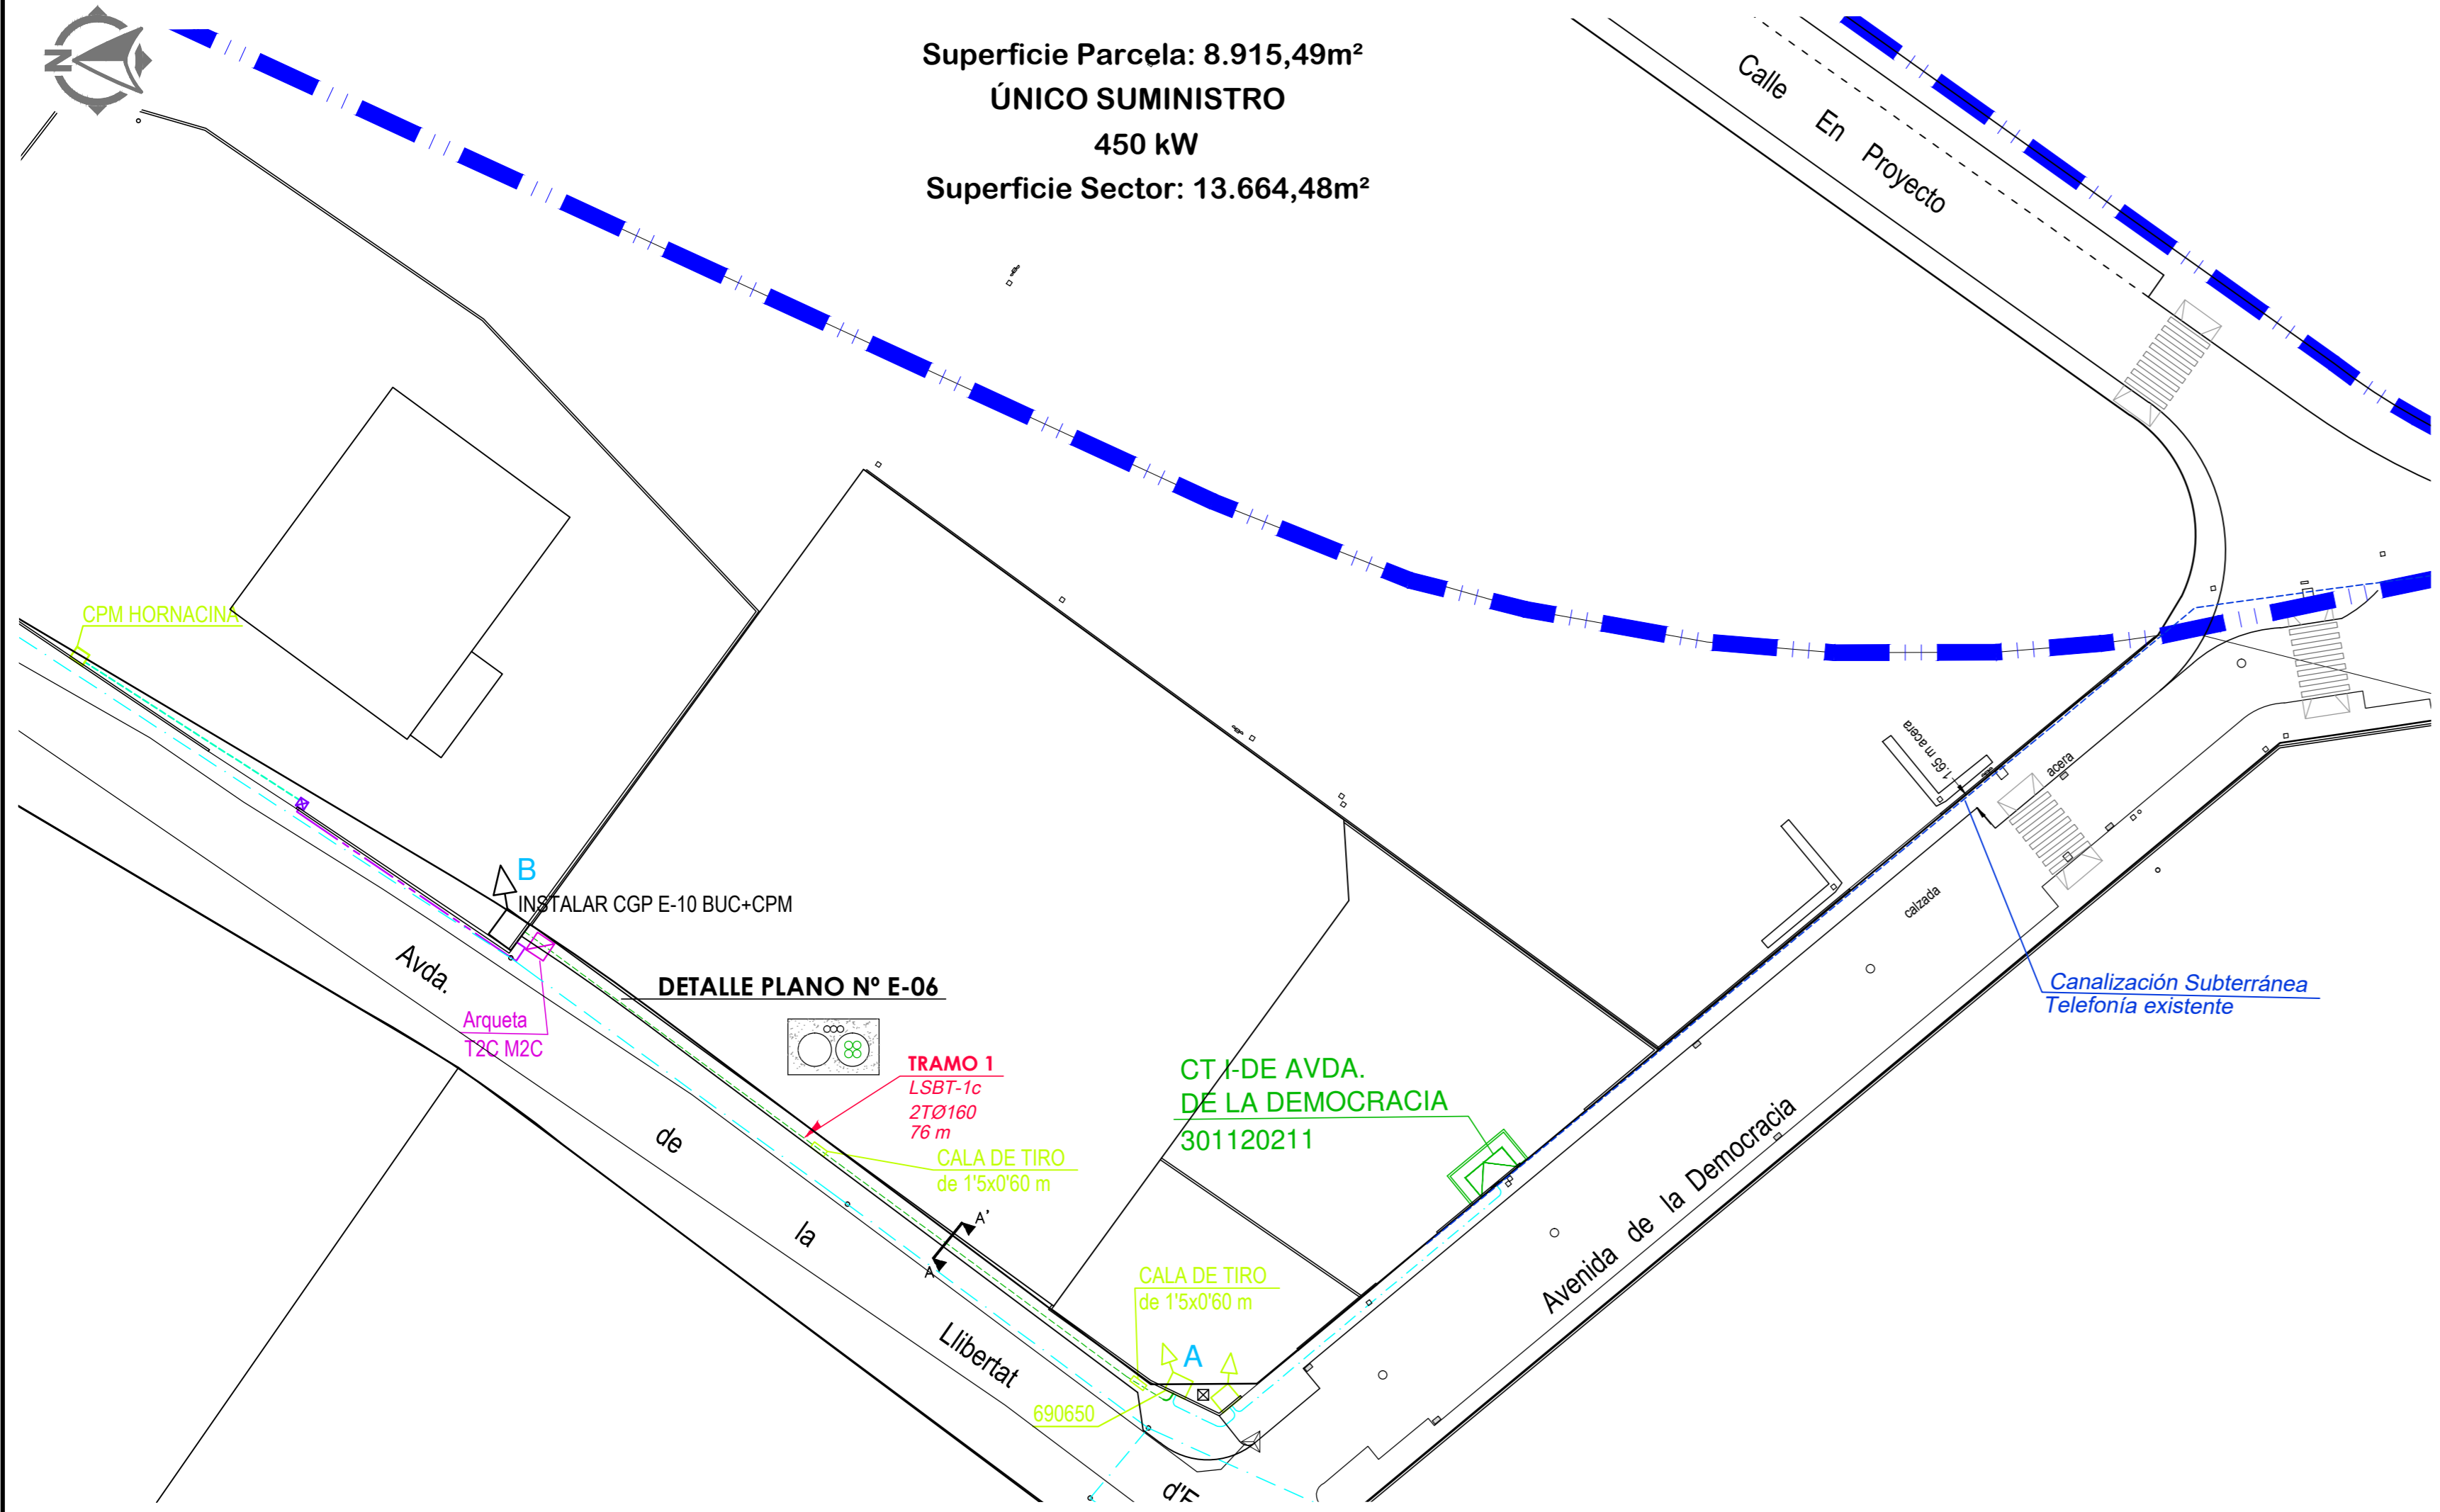 N
Superficie Parcela: 8.915,49m²
ÚNICO SUMINISTRO
450 kW
Superficie Sector: 13.664,48m²
Calle En Proyecto
CPM HORNACINA
B
INSTALAR CGP E-10 BUC+CPM
Arqueta
T2C M2C
DETALLE PLANO Nº E-06
TRAMO 1
LSBT-1c
2TØ160
76 m
CALA DE TIRO
de 1'5x0'60 m
CT I-DE AVDA.
DE LA DEMOCRACIA
301120211
1.65 m acera
acera
calzada
Canalización Subterránea
Telefonía existente
A'
A
CALA DE TIRO
de 1'5x0'60 m
A
690650
Avda. de la Llibertat
Avenida de la Democracia